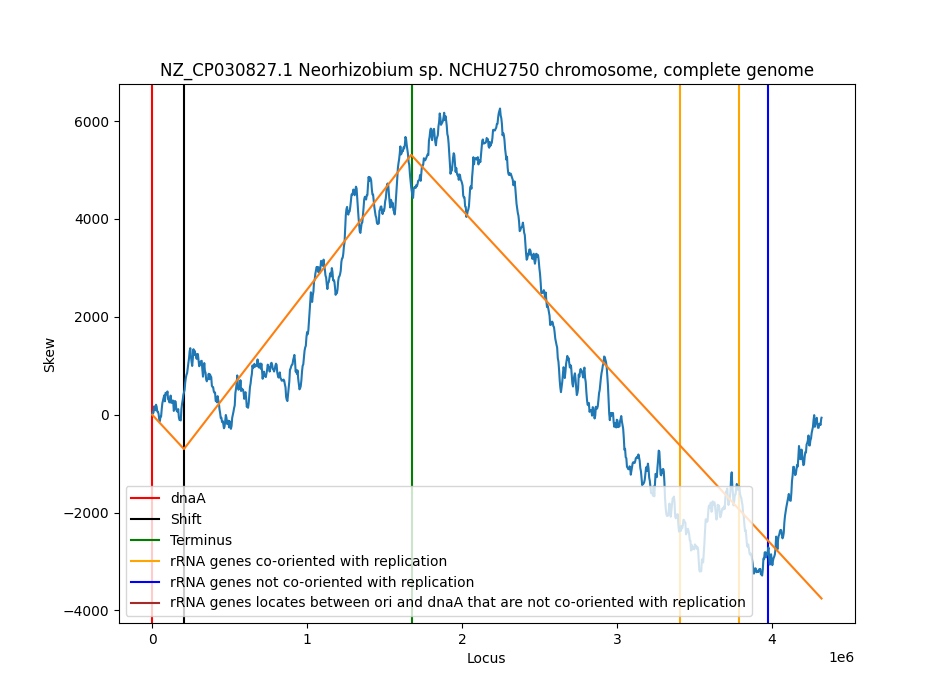 NZ_CP030827.1 Neorhizobium sp. NCHU2750 chromosome, complete genome
Skew
6000
4000
2000
0
−2000
−4000
dnaA
Shift
Terminus
rRNA genes co-oriented with replication
rRNA genes not co-oriented with replication
rRNA genes locates between ori and dnaA that are not co-oriented with replication
0 1 2 3 4
1e6
Locus